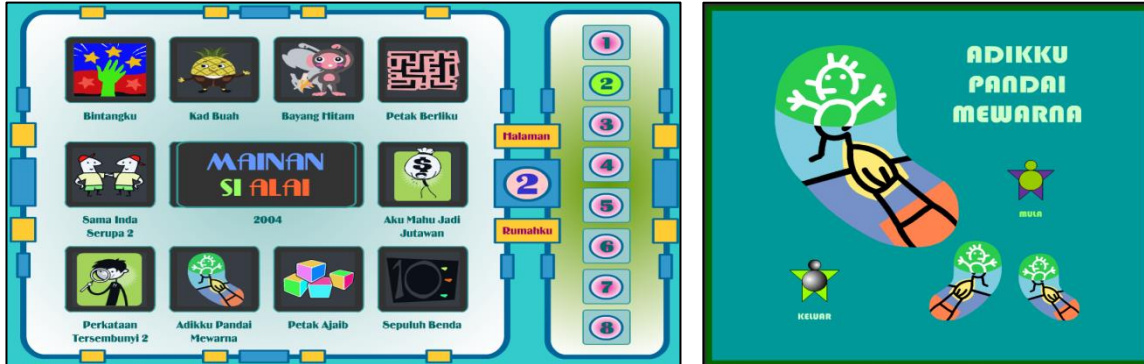 Bintangku
Kad Buah
Bayang Hitam
Petak Berliku
Sama Inda
Serupa 2
MAINAN
SI ALAI
2004
Aku Mahu Jadi
Jutawan
Perkataan
Tersembunyi 2
Adikku Pandai
Mewarna
Petak Ajaib
Sepuluh Benda
10
Halaman
2
Rumahku
1
2
3
4
5
6
7
8
ADIKKU
PANDAI
MEWARNA
MULA
KELUAR